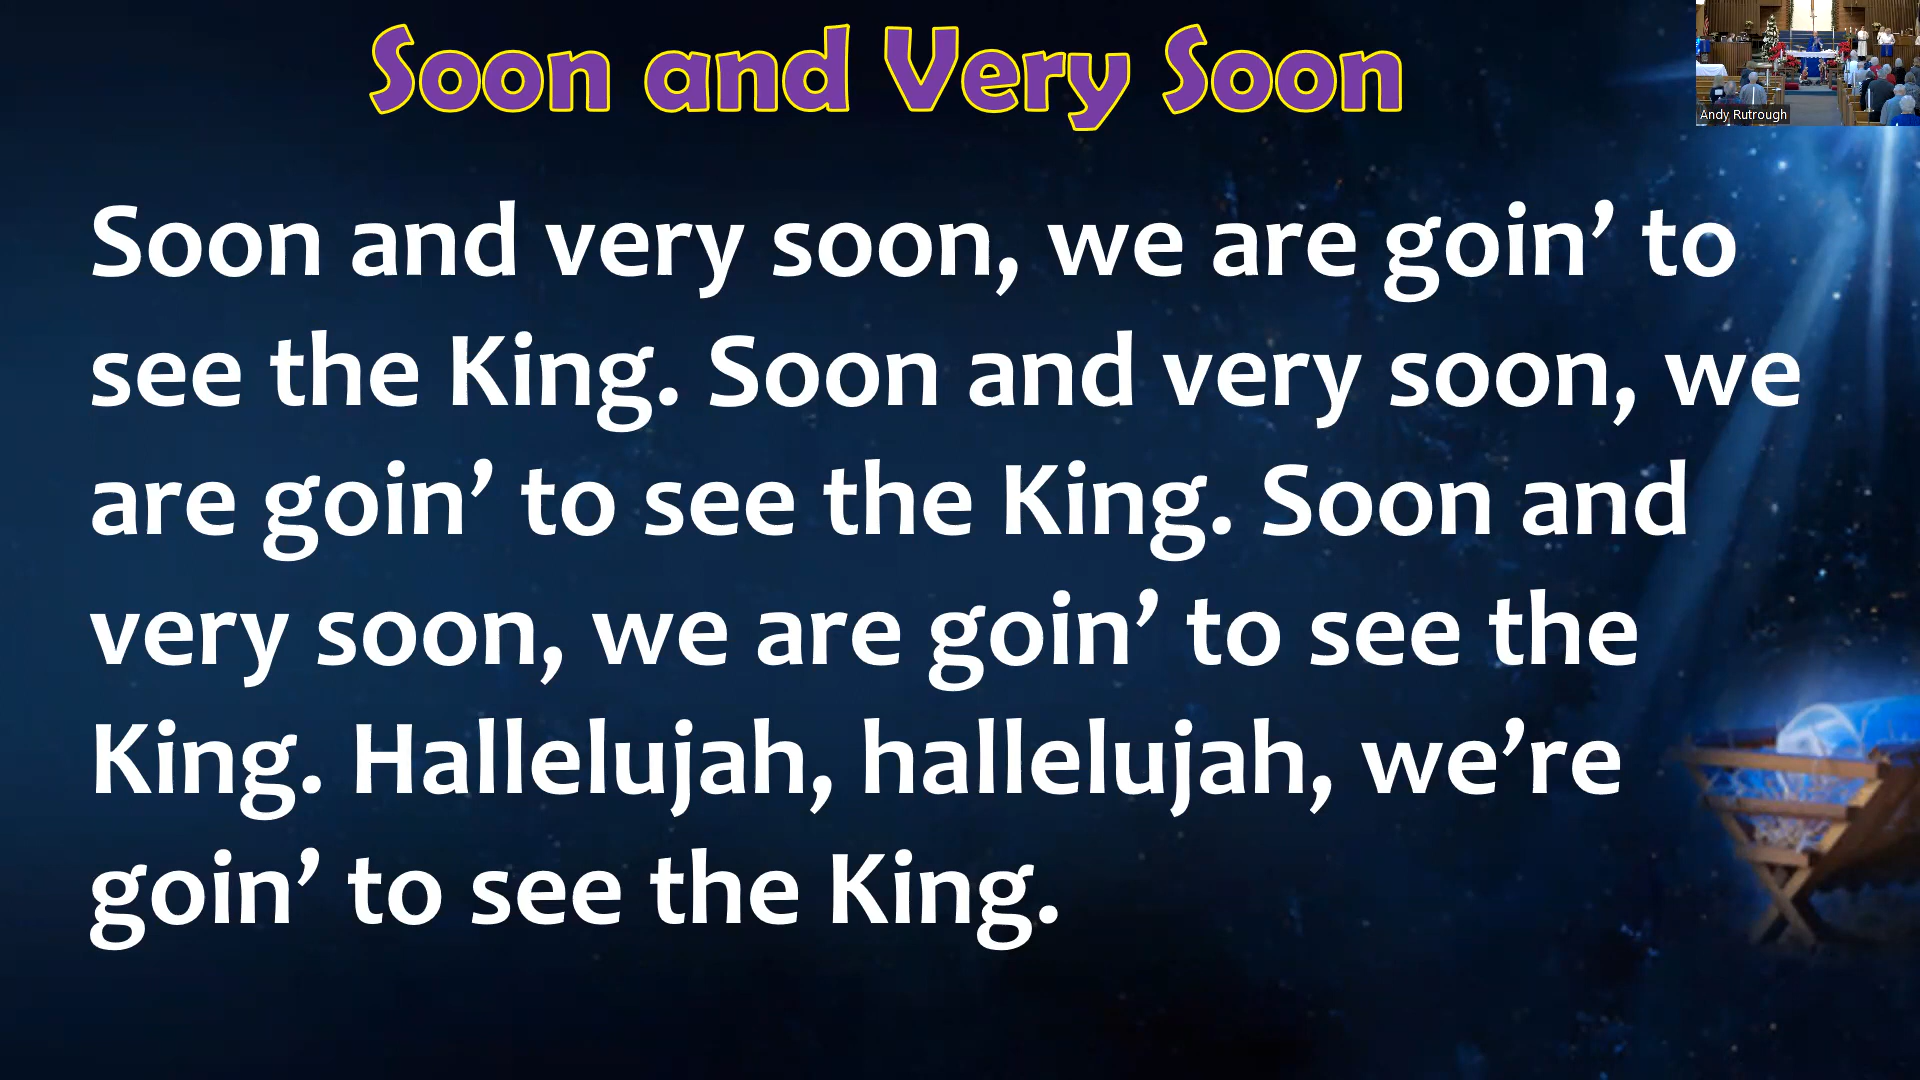 Soon and Very Soon
Andy Rutrough
Soon and very soon, we are goin’ to
see the King. Soon and very soon, we
are goin’ to see the King. Soon and
very soon, we are goin’ to see the
King. Hallelujah, hallelujah, we’re
goin’ to see the King.